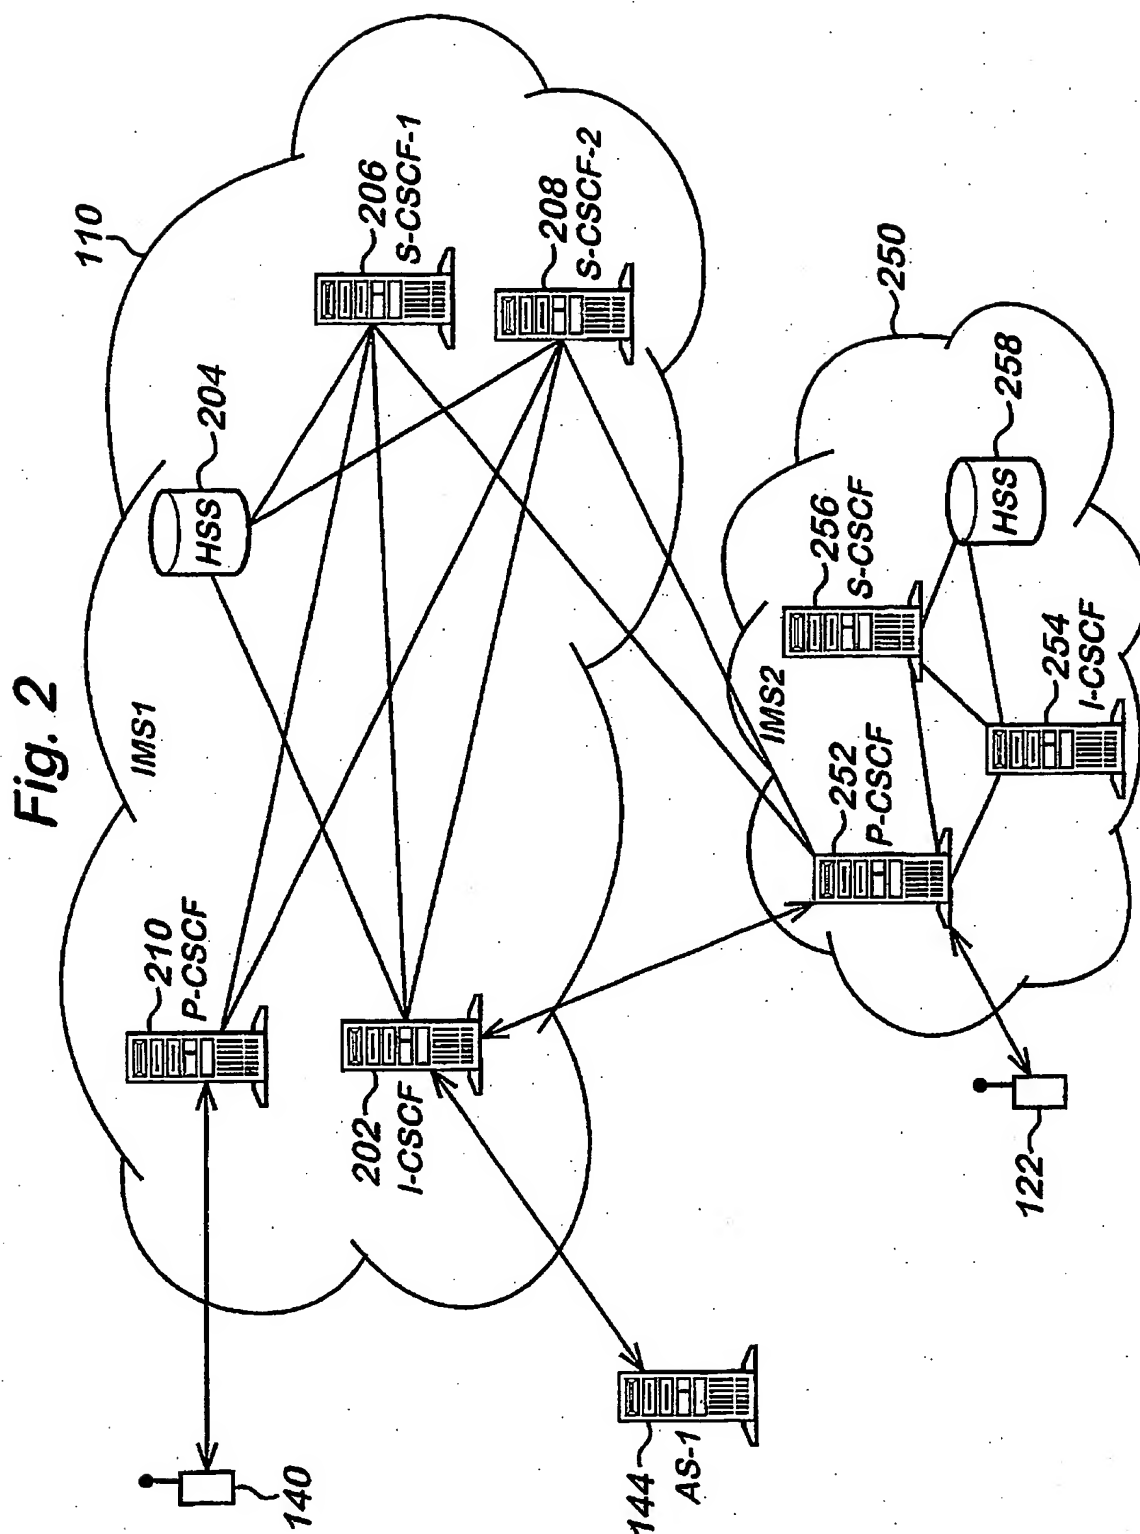 Fig. 2
110
IMS1
HSS
204
206
S-CSCF-1
208
S-CSCF-2
210
P-CSCF
202
I-CSCF
140
144
AS-1
250
IMS2
256
S-CSCF
HSS
258
252
P-CSCF
254
I-CSCF
122